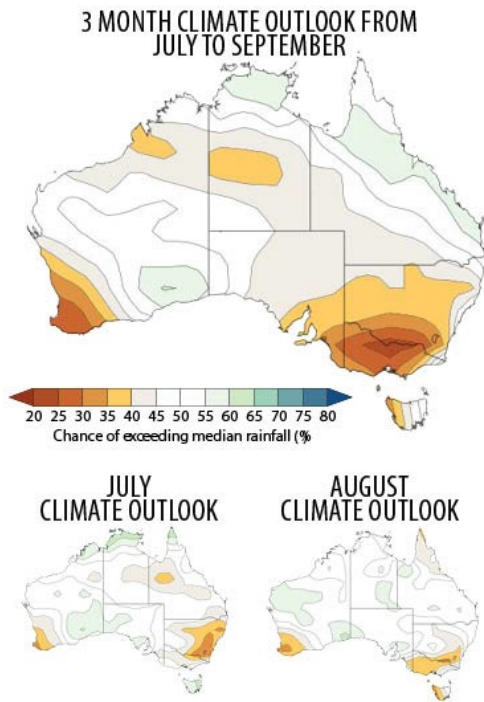 3 MONTH CLIMATE OUTLOOK FROM
JULY TO SEPTEMBER
20 25 30 35 40 45 50 55 60 65 70 75 80
Chance of exceeding median rainfall (%
JULY
CLIMATE OUTLOOK
AUGUST
CLIMATE OUTLOOK